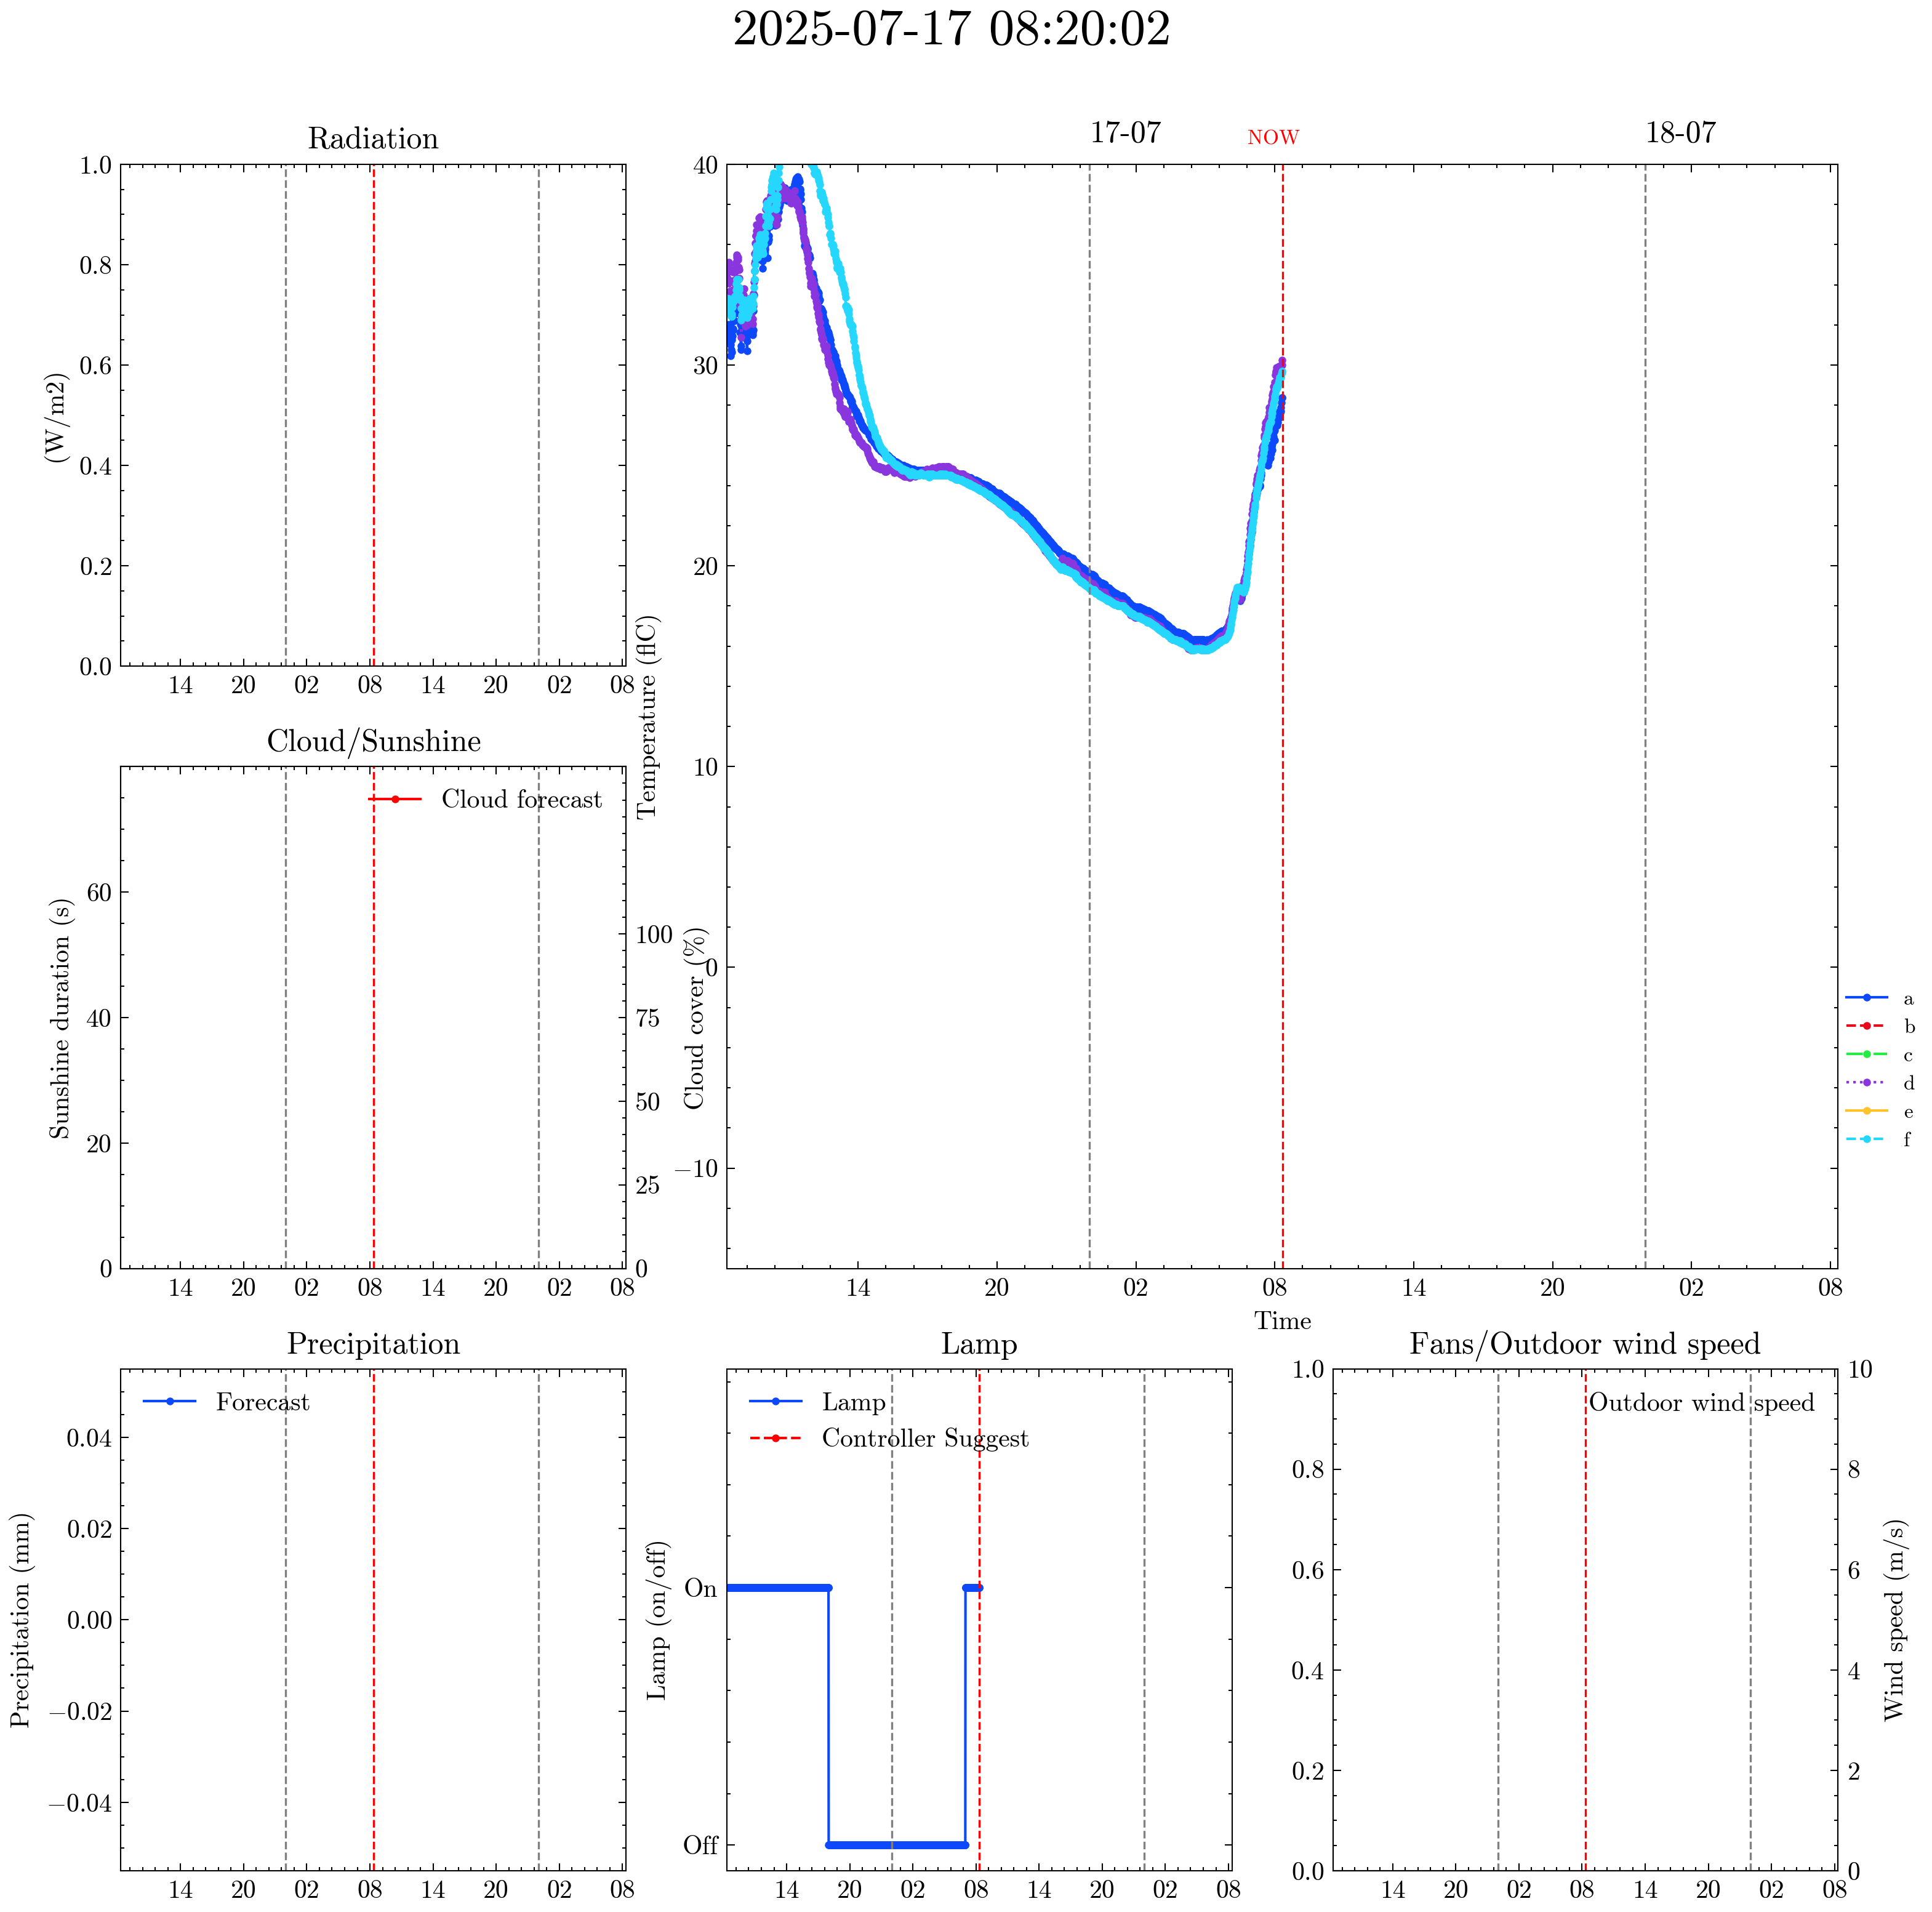 2025-07-17 08:20:02
Radiation
1.0
0.8
0.6
0.4
0.2
0.0
(W/m2)
14 20 02 08 14 20 02 08
17-07 NOW 18-07
40
30
20
10
0
−10
Temperature (flC)
14 20 02 08 14 20 02 08
Time
a
b
c
d
e
f
Cloud/Sunshine
Cloud forecast
60
40
20
0
Sunshine duration (s)
100
75
50
25
0
Cloud cover (%)
14 20 02 08 14 20 02 08
Precipitation
Forecast
0.04
0.02
0.00
−0.02
−0.04
Precipitation (mm)
14 20 02 08 14 20 02 08
Lamp
Lamp
Controller Suggest
On
Off
Lamp (on/off)
14 20 02 08 14 20 02 08
Fans/Outdoor wind speed
Outdoor wind speed
1.0
0.8
0.6
0.4
0.2
0.0
10
8
6
4
2
0
Wind speed (m/s)
14 20 02 08 14 20 02 08